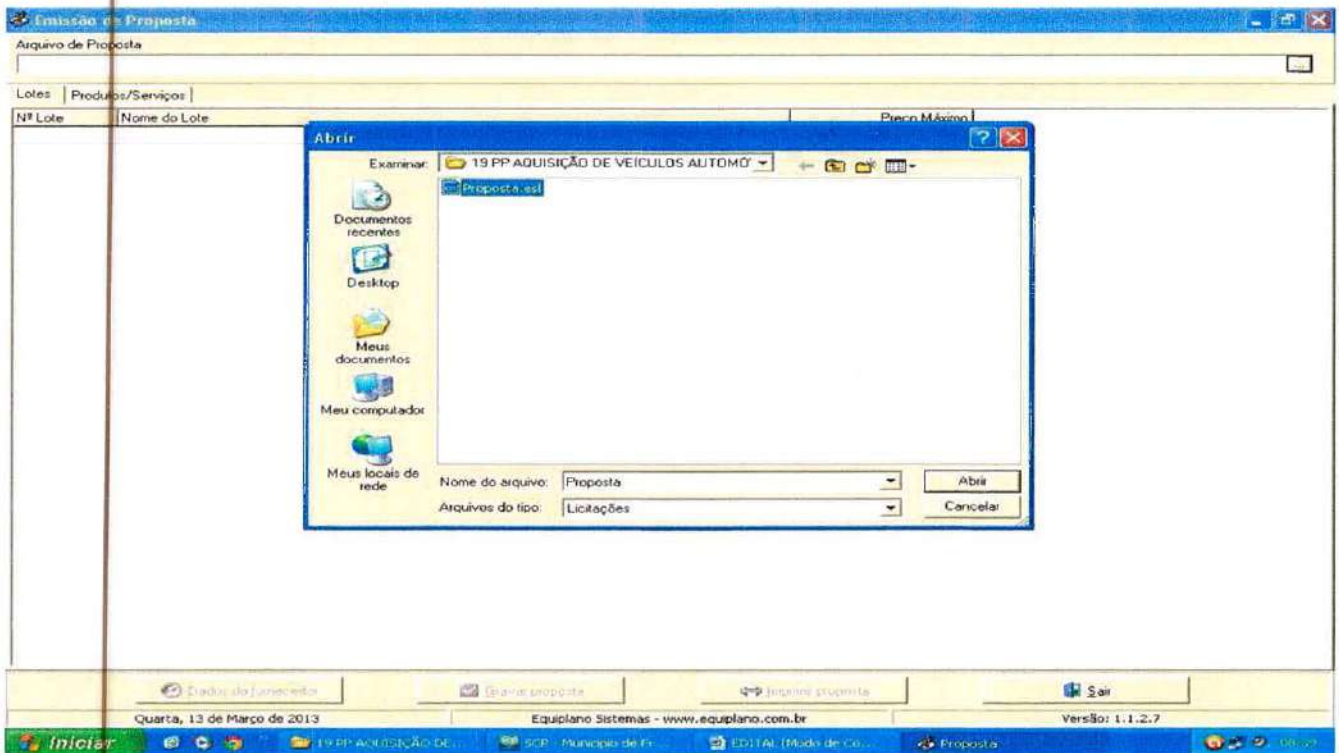 Emissão de Proposta
Arquivo de Proposta
...
Lotes Produtos/Serviços
Nº Lote Nome do Lote Preço Máximo
Abrir
Examinar: 19 PP AQUISIÇÃO DE VEÍCULOS AUTOMÓ
Proposta.esl
Documentos
recentes
Desktop
Meus
documentos
Meu computador
Meus locais de
rede
Nome do arquivo: Proposta Abrir
Arquivos do tipo: Licitações Cancelar
Dados do fornecedor Gravar proposta Imprimir proposta Sair
Quarta, 13 de Março de 2013 Equiplano Sistemas - www.equiplano.com.br Versão: 1.1.2.7
Iniciar 19 PP AQUISIÇÃO DE... SCP - Municipio de Fr... EDITAL [Modo de Co... Proposta